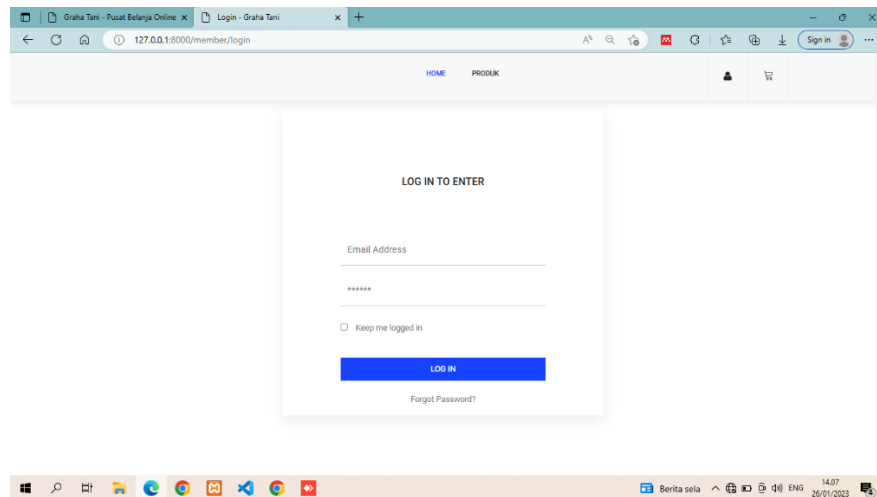 Graha Tani - Pusat Belanja Online
Login - Graha Tani
127.0.0.1:8000/member/login
Sign in
HOME PRODUK
LOG IN TO ENTER
Email Address
******
Keep me logged in
LOG IN
Forgot Password?
Berita sela
ENG
14.07
26/01/2023